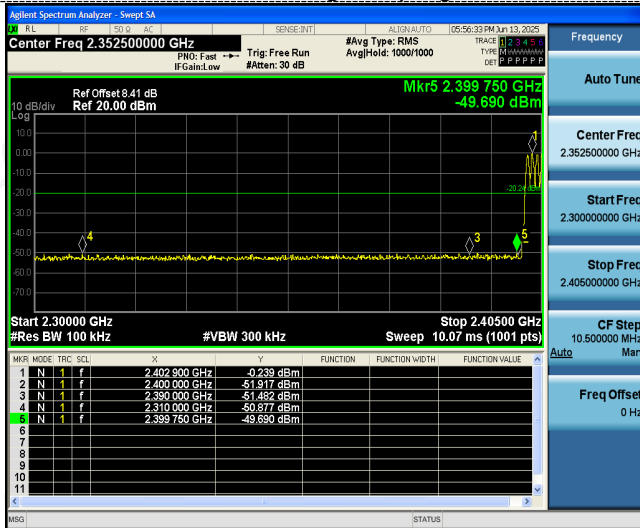 Agilent Spectrum Analyzer - Swept SA
RL RF 50 Ω AC SENSE:INT ALIGN AUTO 05:56:33 PM Jun 13, 2025
Center Freq 2.352500000 GHz
PNO: Fast
IFGain:Low
Trig: Free Run
#Atten: 30 dB
#Avg Type: RMS
Avg|Hold: 1000/1000
TRACE 1 2 3 4 5 6
TYPE M
DET P P P P P P
Ref Offset 8.41 dB
Ref 20.00 dBm
10 dB/div
Log
Mkr5 2.399 750 GHz
-49.690 dBm
10.0
0.00
-10.0
-20.0
-30.0
-40.0
-50.0
-60.0
-70.0
1
4
3
5
Start 2.30000 GHz
Stop 2.40500 GHz
#Res BW 100 kHz
#VBW 300 kHz
Sweep 10.07 ms (1001 pts)
MKR MODE TRC SCL X Y FUNCTION FUNCTION WIDTH FUNCTION VALUE
1 N 1 f 2.402 900 GHz -0.239 dBm
2 N 1 f 2.400 000 GHz -51.917 dBm
3 N 1 f 2.390 000 GHz -51.482 dBm
4 N 1 f 2.310 000 GHz -50.877 dBm
5 N 1 f 2.399 750 GHz -49.690 dBm
6
7
8
9
10
11
MSG
STATUS
Frequency
Auto Tune
Center Freq
2.352500000 GHz
Start Freq
2.300000000 GHz
Stop Freq
2.405000000 GHz
CF Step
10.500000 MHz
Auto Man
Freq Offset
0 Hz